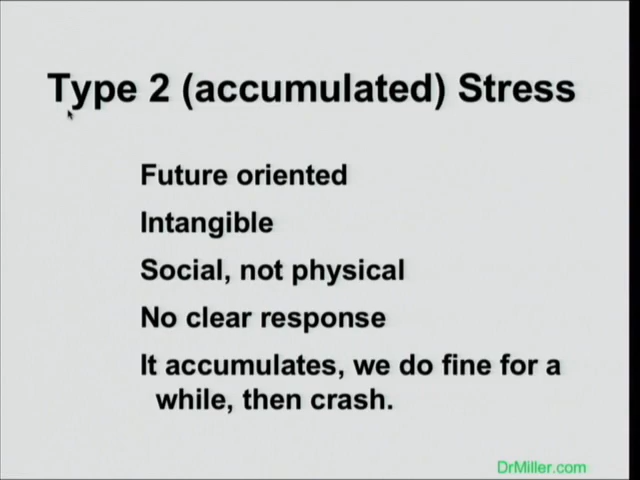 Type 2 (accumulated) Stress
Future oriented
Intangible
Social, not physical
No clear response
It accumulates, we do fine for a
while, then crash.
DrMiller.com